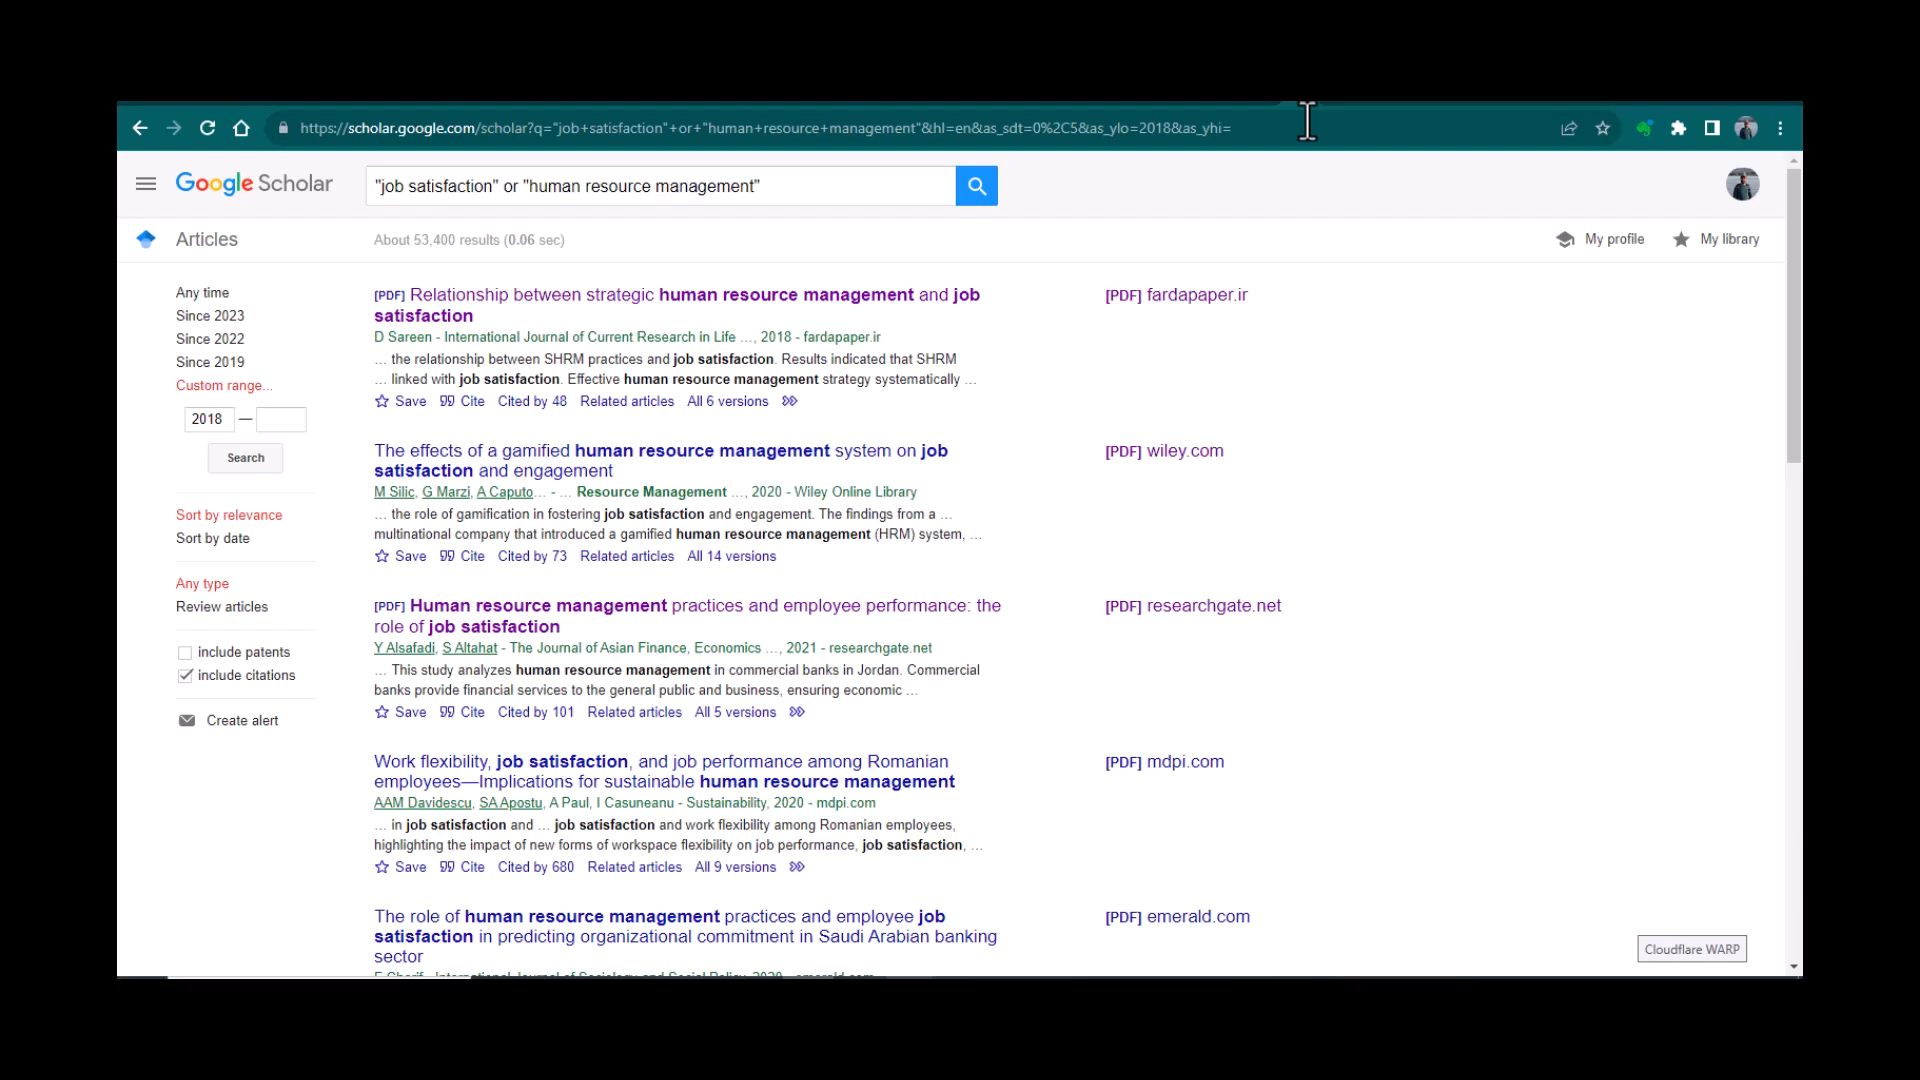 https://scholar.google.com/scholar?q="job+satisfaction"+or+"human+resource+management"&hl=en&as_sdt=0%2C5&as_ylo=2018&as_yhi=
Google Scholar
"job satisfaction" or "human resource management"
Articles
About 53,400 results (0.06 sec)
My profile
My library
Any time
Since 2023
Since 2022
Since 2019
Custom range...
2018 —
Search
Sort by relevance
Sort by date
Any type
Review articles
include patents
include citations
Create alert
[PDF] Relationship between strategic human resource management and job
satisfaction
D Sareen - International Journal of Current Research in Life …, 2018 - fardapaper.ir
… the relationship between SHRM practices and job satisfaction. Results indicated that SHRM
… linked with job satisfaction. Effective human resource management strategy systematically …
Save Cite Cited by 48 Related articles All 6 versions
[PDF] fardapaper.ir
The effects of a gamified human resource management system on job
satisfaction and engagement
M Silic, G Marzi, A Caputo… - … Resource Management …, 2020 - Wiley Online Library
… the role of gamification in fostering job satisfaction and engagement. The findings from a …
multinational company that introduced a gamified human resource management (HRM) system, …
Save Cite Cited by 73 Related articles All 14 versions
[PDF] wiley.com
[PDF] Human resource management practices and employee performance: the
role of job satisfaction
Y Alsafadi, S Altahat - The Journal of Asian Finance, Economics …, 2021 - researchgate.net
… This study analyzes human resource management in commercial banks in Jordan. Commercial
banks provide financial services to the general public and business, ensuring economic …
Save Cite Cited by 101 Related articles All 5 versions
[PDF] researchgate.net
Work flexibility, job satisfaction, and job performance among Romanian
employees—Implications for sustainable human resource management
AAM Davidescu, SA Apostu, A Paul, I Casuneanu - Sustainability, 2020 - mdpi.com
… in job satisfaction and … job satisfaction and work flexibility among Romanian employees,
highlighting the impact of new forms of workspace flexibility on job performance, job satisfaction, …
Save Cite Cited by 680 Related articles All 9 versions
[PDF] mdpi.com
The role of human resource management practices and employee job
satisfaction in predicting organizational commitment in Saudi Arabian banking
sector
[PDF] emerald.com
Cloudflare WARP